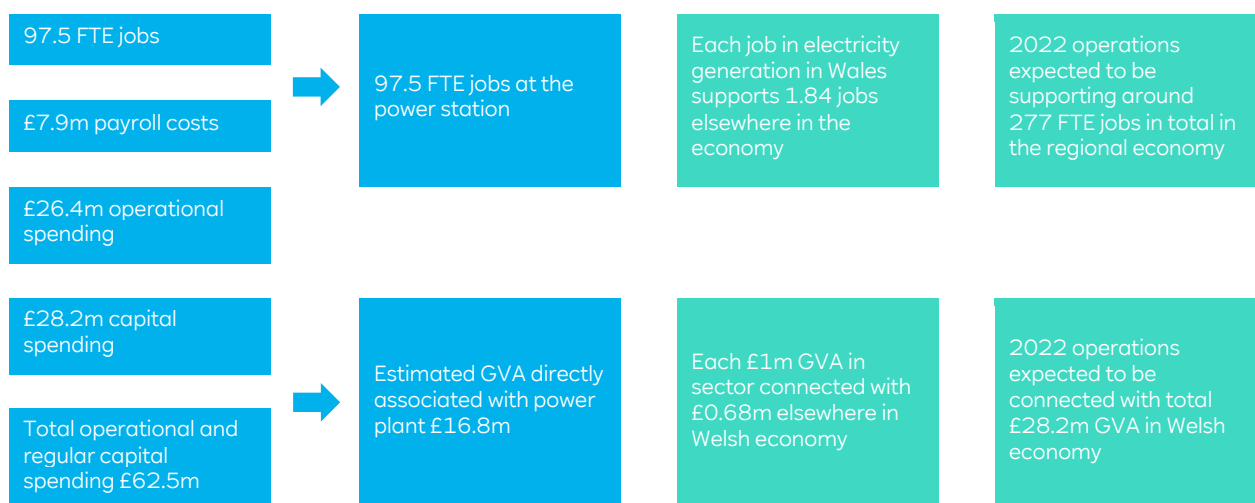 97.5 FTE jobs
£7.9m payroll costs
£26.4m operational
spending
£28.2m capital
spending
Total operational and
regular capital
spending £62.5m
97.5 FTE jobs at the
power station
Estimated GVA directly
associated with power
plant £16.8m
Each job in electricity
generation in Wales
supports 1.84 jobs
elsewhere in the
economy
Each £1m GVA in
sector connected with
£0.68m elsewhere in
Welsh economy
2022 operations
expected to be
supporting around
277 FTE jobs in total in
the regional economy
2022 operations
expected to be
connected with total
£28.2m GVA in Welsh
economy